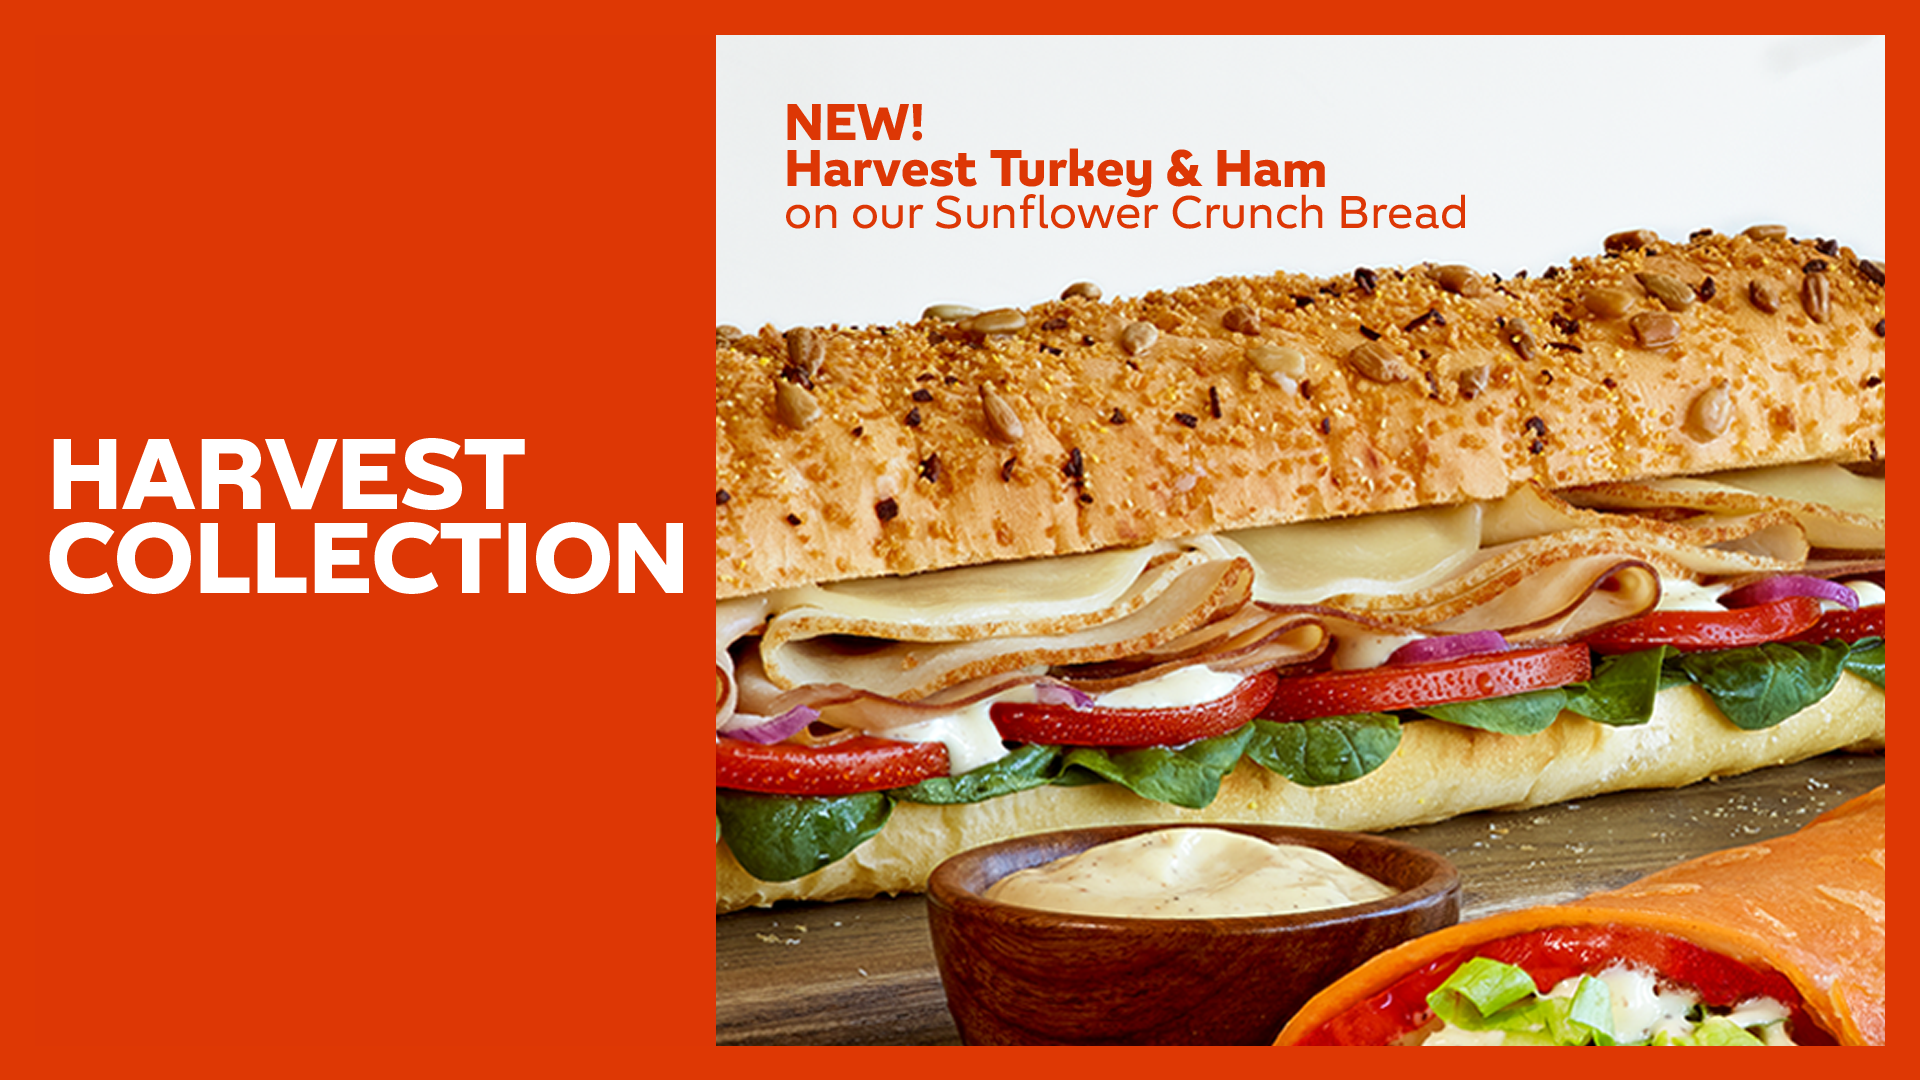 HARVEST
COLLECTION
NEW!
Harvest Turkey & Ham
on our Sunflower Crunch Bread